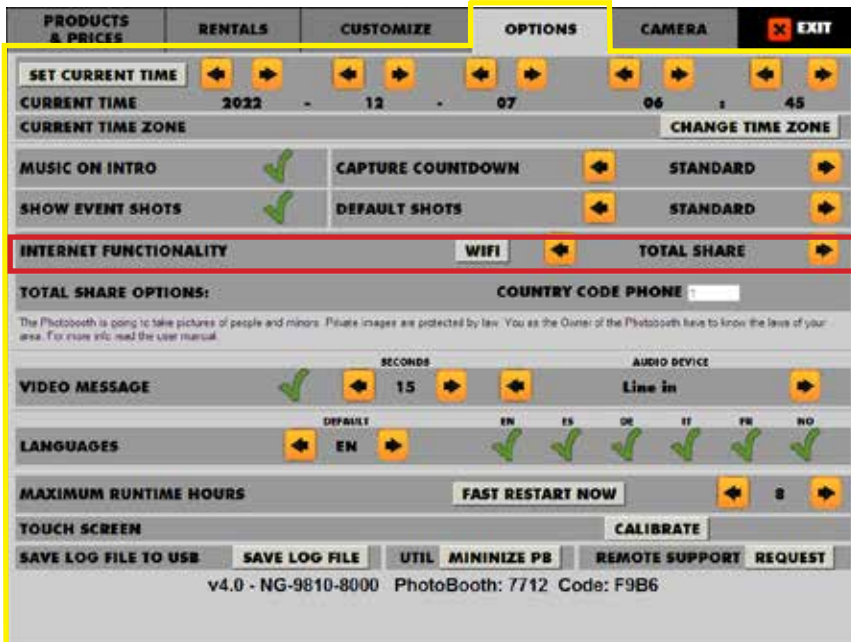 PRODUCTS & PRICES RENTALS CUSTOMIZE OPTIONS CAMERA X EXIT
SET CURRENT TIME
CURRENT TIME 2022 - 12 - 07 06 : 45
CURRENT TIME ZONE CHANGE TIME ZONE
MUSIC ON INTRO CAPTURE COUNTDOWN STANDARD
SHOW EVENT SHOTS DEFAULT SHOTS STANDARD
INTERNET FUNCTIONALITY WIFI TOTAL SHARE
TOTAL SHARE OPTIONS: COUNTRY CODE PHONE 1
The Photobooth is going to take pictures of people and minors. Private images are protected by law. You as the Owner of the Photobooth have to know the laws of your
area. For more info read the user manual.
SECONDS AUDIO DEVICE
VIDEO MESSAGE 15 Line in
DEFAULT EN ES DE IT FR NO
LANGUAGES EN
MAXIMUM RUNTIME HOURS FAST RESTART NOW 8
TOUCH SCREEN CALIBRATE
SAVE LOG FILE TO USB SAVE LOG FILE UTIL MININIZE PB REMOTE SUPPORT REQUEST
v4.0 - NG-9810-8000 PhotoBooth: 7712 Code: F9B6